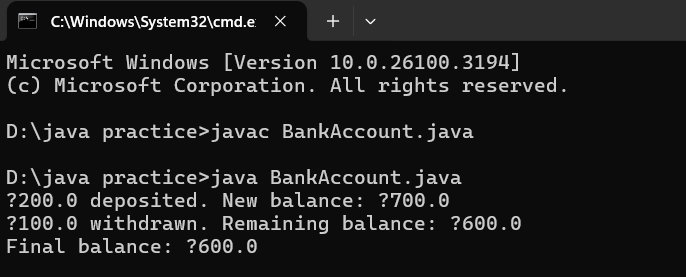 C:\Windows\System32\cmd.e
Microsoft Windows [Version 10.0.26100.3194]
(c) Microsoft Corporation. All rights reserved.
D:\java practice>javac BankAccount.java
D:\java practice>java BankAccount.java
?200.0 deposited. New balance: ?700.0
?100.0 withdrawn. Remaining balance: ?600.0
Final balance: ?600.0